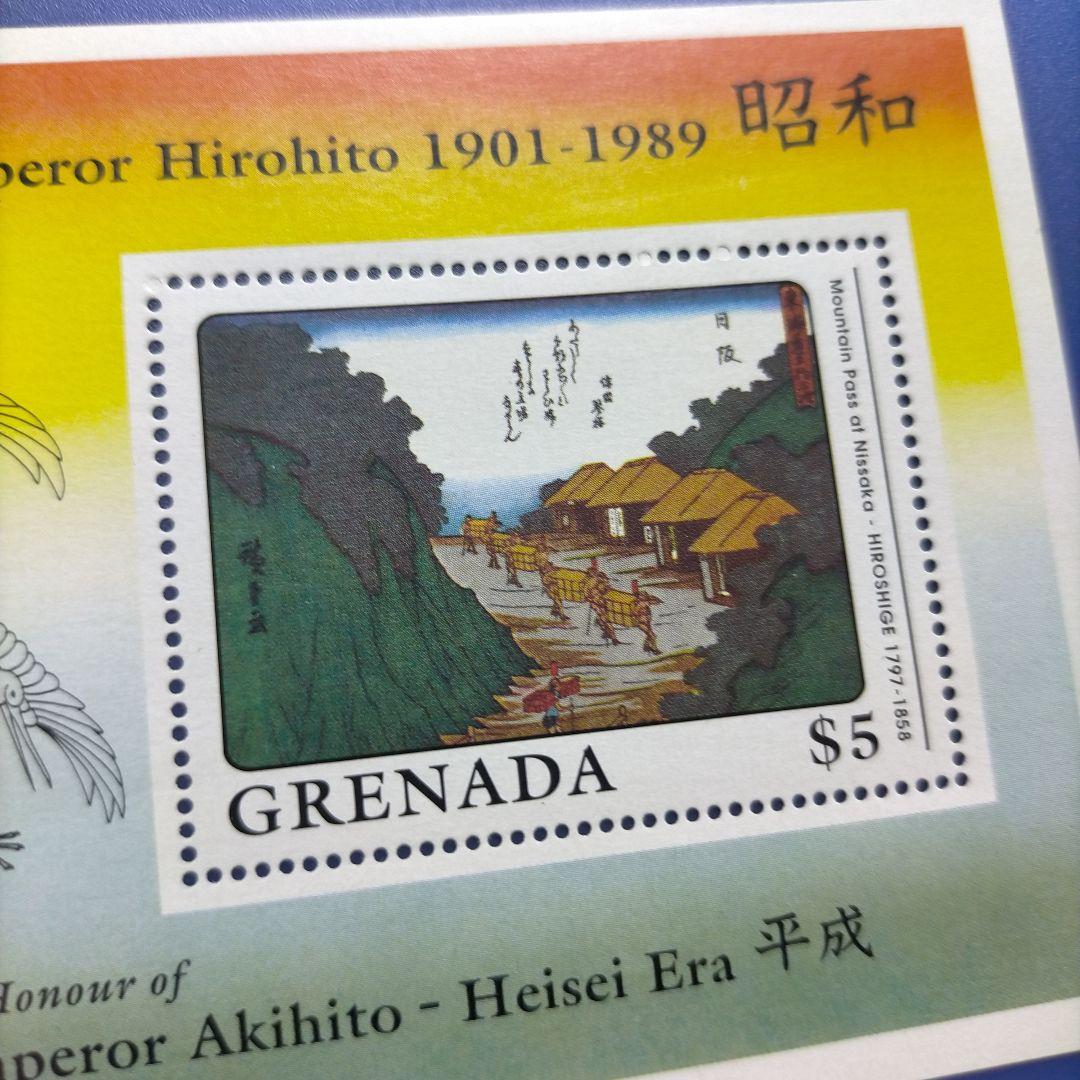 peror Hirohito 1901-1989 昭和
日阪
Mountain Pass at Nissaka - HIROSHIGE 1797-1858
GRENADA
$5
Honour of
peror Akihito - Heisei Era 平成